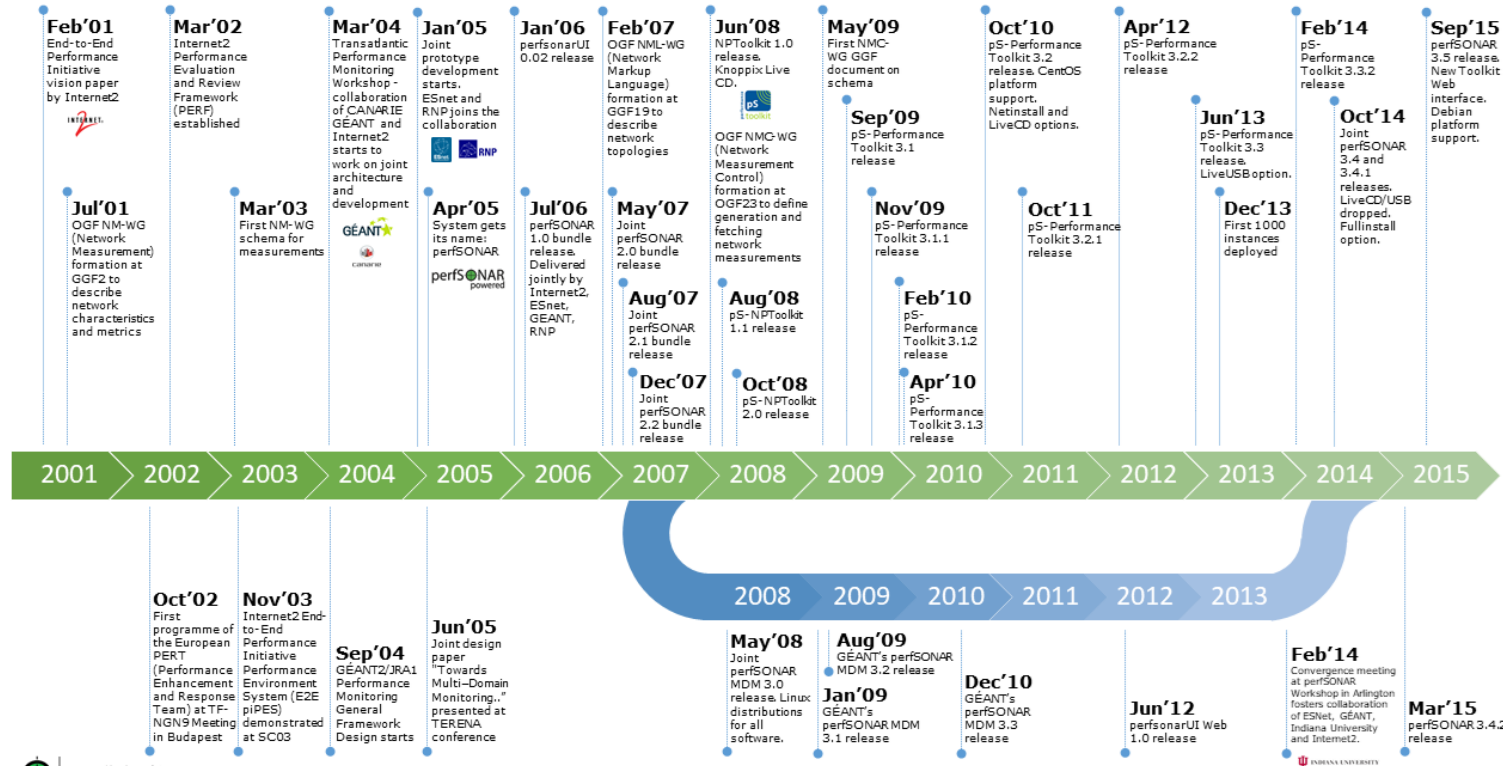 Feb'01
End-to-End
Performance
Initiative
vision paper
by Internet2
INTERNET
2
Jul'01
OGF NM-WG
(Network
Measurement)
formation at
GGF2 to
describe
network
characteristics
and metrics
Mar'02
Internet2
Performance
Evaluation
and Review
Framework
(PERF)
established
Mar'03
First NM-WG
schema for
measurements
Mar'04
Transatlantic
Performance
Monitoring
Workshop -
collaboration
of CANARIE
GÉANT and
Internet2
starts to
work on joint
architecture
and
development
GÉANT
canarie
Jan'05
Joint
prototype
development
starts.
ESnet and
RNP joins the
collaboration
ESnet
RNP
Apr'05
System gets
its name:
perfSONAR
perfSONAR
powered
Jan'06
perfsonarUI
0.02 release
Jul'06
perfSONAR
1.0 bundle
release.
Delivered
jointly by
Internet2,
ESnet,
GEANT,
RNP
Feb'07
OGF NML-WG
(Network
Markup
Language)
formation at
GGF19 to
describe
network
topologies
May'07
Joint
perfSONAR
2.0 bundle
release
Aug'07
Joint
perfSONAR
2.1 bundle
release
Dec'07
Joint
perfSONAR
2.2 bundle
release
Jun'08
NPToolkit 1.0
release.
Knoppix Live
CD.
pS
performance
toolkit
OGF NMC-WG
(Network
Measurement
Control)
formation at
OGF23 to define
generation and
fetching
network
measurements
Aug'08
pS-NPToolkit
1.1 release
Oct'08
pS-NPToolkit
2.0 release
May'09
First NMC-
WG GGF
document on
schema
Sep'09
pS-Performance
Toolkit 3.1
release
Nov'09
pS-Performance
Toolkit 3.1.1
release
Feb'10
pS-
Performance
Toolkit 3.1.2
release
Apr'10
pS-
Performance
Toolkit 3.1.3
release
Oct'10
pS-Performance
Toolkit 3.2
release. CentOS
platform
support.
Netinstall and
LiveCD options.
Oct'11
pS-Performance
Toolkit 3.2.1
release
Apr'12
pS-Performance
Toolkit 3.2.2
release
Jun'13
pS-Performance
Toolkit 3.3
release.
LiveUSB option.
Dec'13
First 1000
instances
deployed
Feb'14
pS-
Performance
Toolkit 3.3.2
release
Oct'14
Joint
perfSONAR
3.4 and
3.4.1
releases.
LiveCD/USB
dropped.
Fullinstall
option.
Sep'15
perfSONAR
3.5 release.
New Toolkit
Web
interface.
Debian
platform
support.
2001 2002 2003 2004 2005 2006 2007 2008 2009 2010 2011 2012 2013 2014 2015
2008 2009 2010 2011 2012 2013
Oct'02
First
programme of
the European
PERT
(Performance
Enhancement
and Response
Team) at TF-
NGN9 Meeting
in Budapest
Nov'03
Internet2 End-
to-End
Performance
Initiative
Performance
Environment
System (E2E
piPES)
demonstrated
at SC03
Sep'04
GÉANT2/JRA1
Performance
Monitoring
General
Framework
Design starts
Jun'05
Joint design
paper
"Towards
Multi–Domain
Monitoring.."
presented at
TERENA
conference
May'08
Joint
perfSONAR
MDM 3.0
release. Linux
distributions
for all
software.
Aug'09
GÉANT's perfSONAR
MDM 3.2 release
Jan'09
GÉANT's
perfSONAR MDM
3.1 release
Dec'10
GÉANT's
perfSONAR
MDM 3.3
release
Jun'12
perfsonarUI Web
1.0 release
Feb'14
Convergence meeting
at perfSONAR
Workshop in Arlington
fosters collaboration
of ESNet, GÉANT,
Indiana University
and Internet2.
INDIANA UNIVERSITY
Mar'15
perfSONAR 3.4.2
release